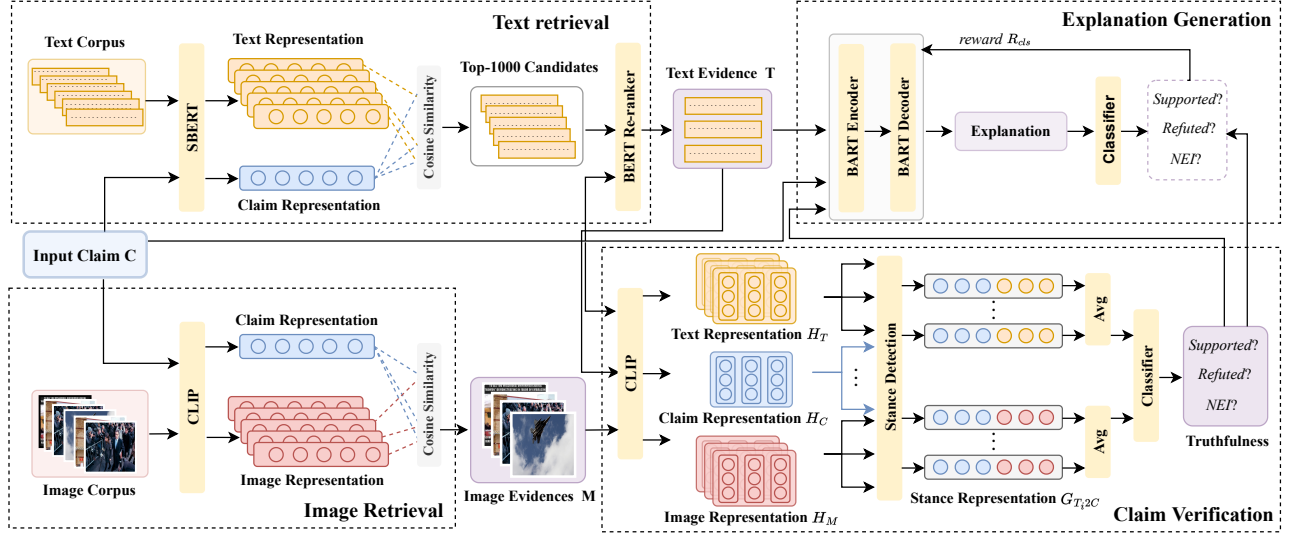 Text retrieval
Text Corpus
SBERT
Text Representation
Claim Representation
Cosine Similarity
Top-1000 Candidates
BERT Re-ranker
Text Evidence T
Explanation Generation
reward R_cls
BART Encoder
BART Decoder
Explanation
Classifier
Supported?
Refuted?
NEI?
Input Claim C
Claim Representation
CLIP
Image Corpus
Image Representation
Cosine Similarity
Image Retrieval
Image Evidences M
CLIP
Text Representation H_T
Claim Representation H_C
Image Representation H_M
Stance Detection
Avg
Avg
Stance Representation G_{T_i2C}
Classifier
Supported?
Refuted?
NEI?
Truthfulness
Claim Verification